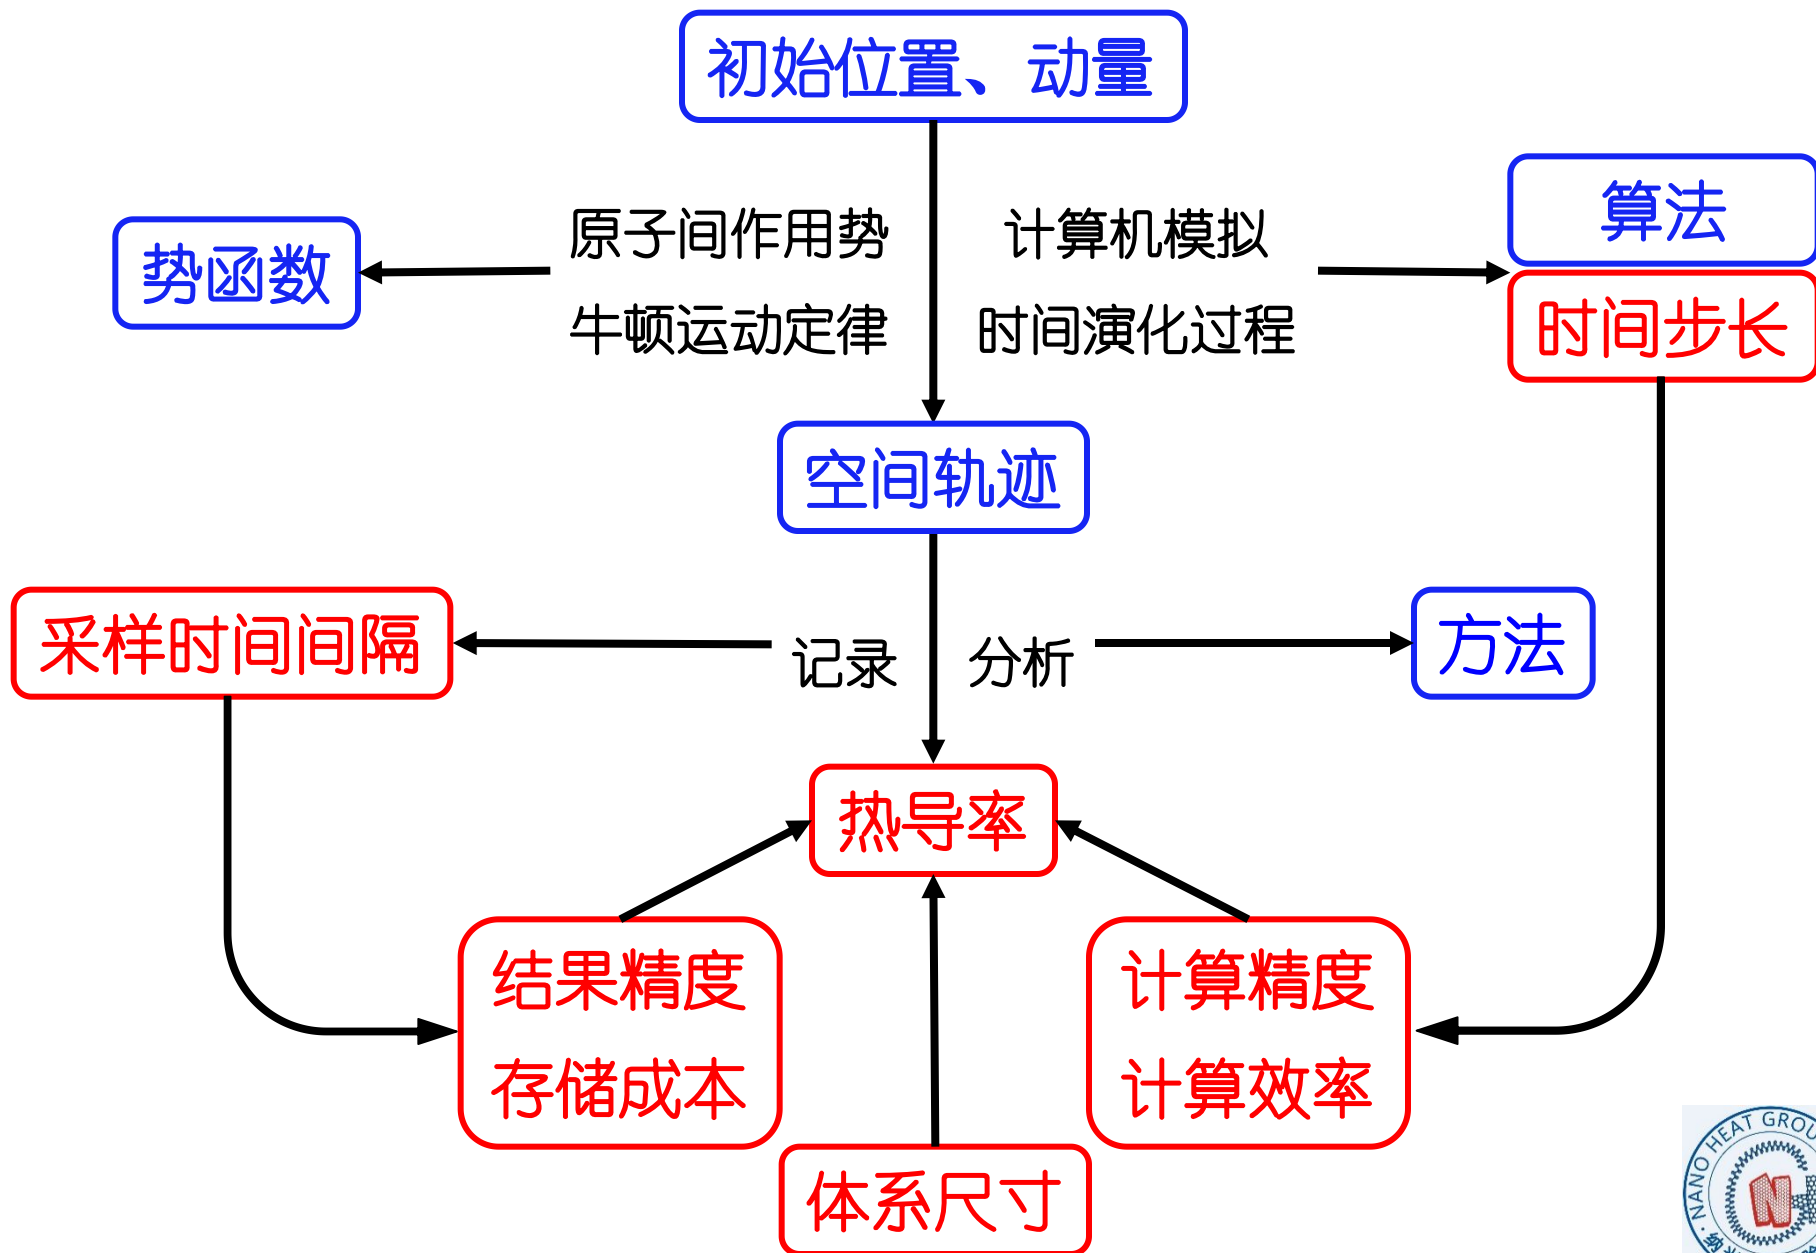 初始位置、动量
算法
原子间作用势
计算机模拟
势函数
时间步长
牛顿运动定律
时间演化过程
空间轨迹
采样时间间隔
记录
分析
方法
热导率
结果精度
存储成本
计算精度
计算效率
体系尺寸
NANO HEAT GROU
N